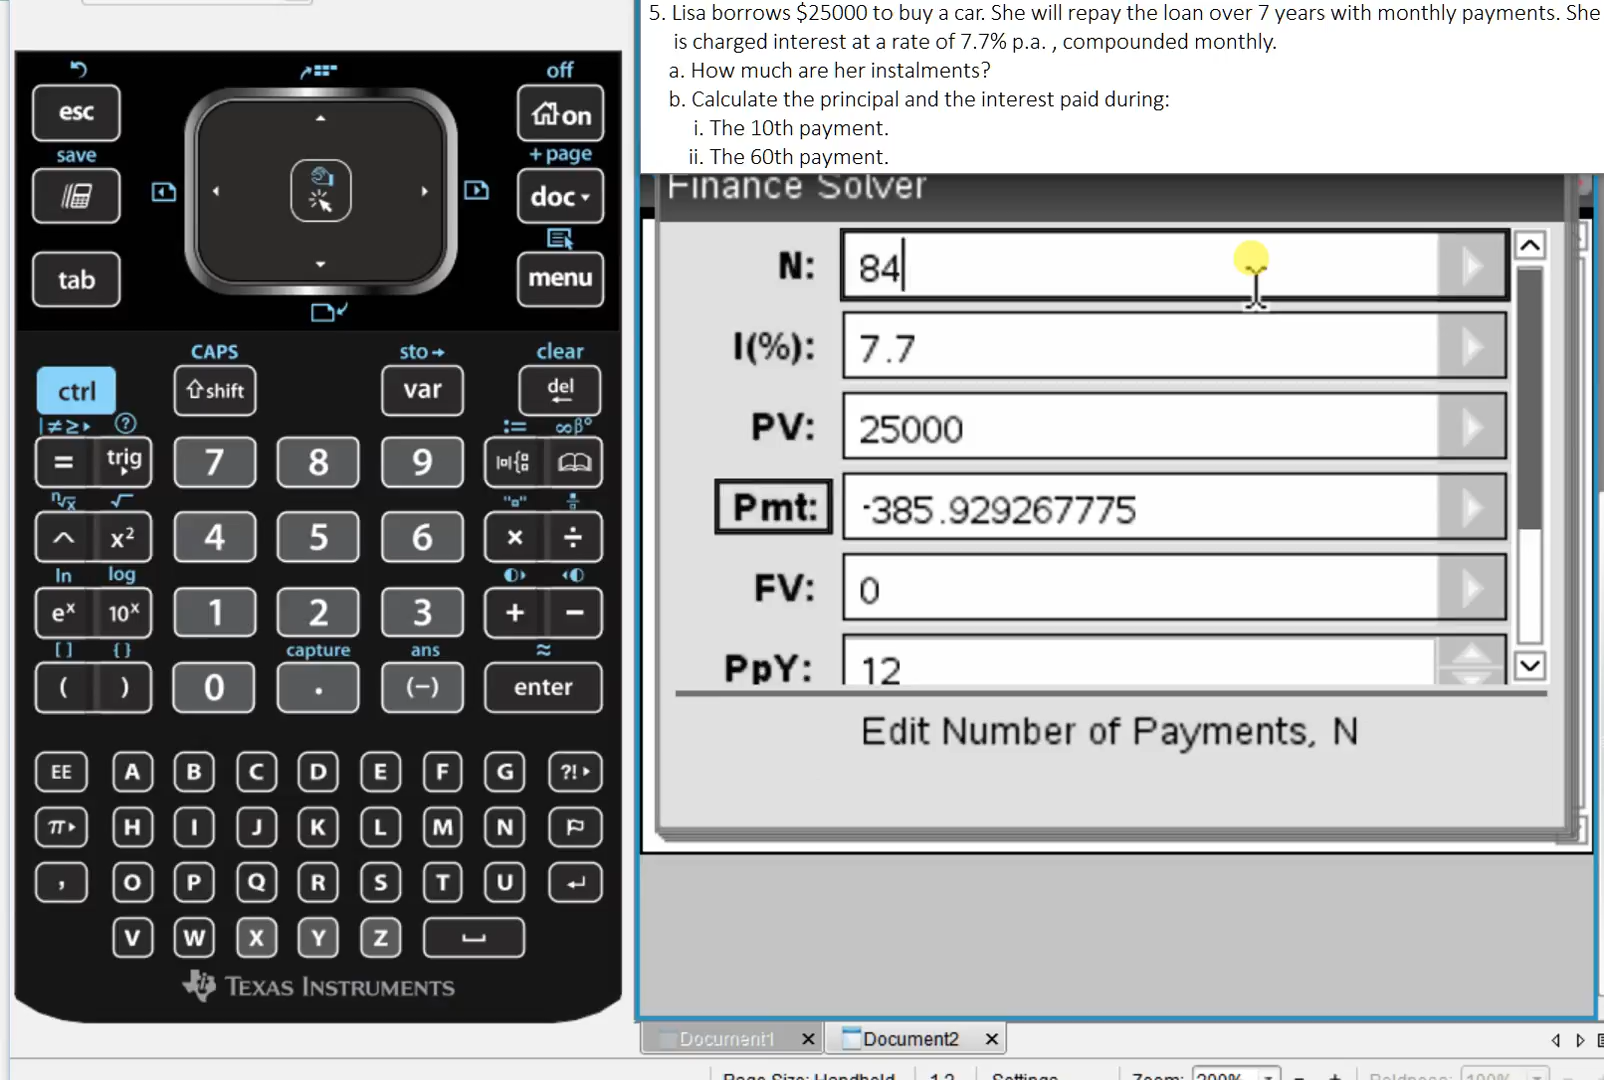 5. Lisa borrows $25000 to buy a car. She will repay the loan over 7 years with monthly payments. She
is charged interest at a rate of 7.7% p.a. , compounded monthly.
a. How much are her instalments?
b. Calculate the principal and the interest paid during:
i. The 10th payment.
ii. The 60th payment.
Finance Solver
N: 84
I(%): 7.7
PV: 25000
Pmt: -385.929267775
FV: 0
PpY: 12
Edit Number of Payments, N
off
esc
on
save
+ page
doc
tab
menu
CAPS
sto
clear
ctrl
shift
var
del
:= ∞β°
= trig 7 8 9
n√x √ "▫"
^ x² 4 5 6 × ÷
ln log
eˣ 10ˣ 1 2 3 + −
[ ] { } capture ans ≈
( ) 0 . (−) enter
EE A B C D E F G ?!
π H I J K L M N
, O P Q R S T U
V W X Y Z
TEXAS INSTRUMENTS
Document1 × Document2 ×
Page Size: Handheld 1.2 Settings Zoom: 200% − + Boldness: 100%